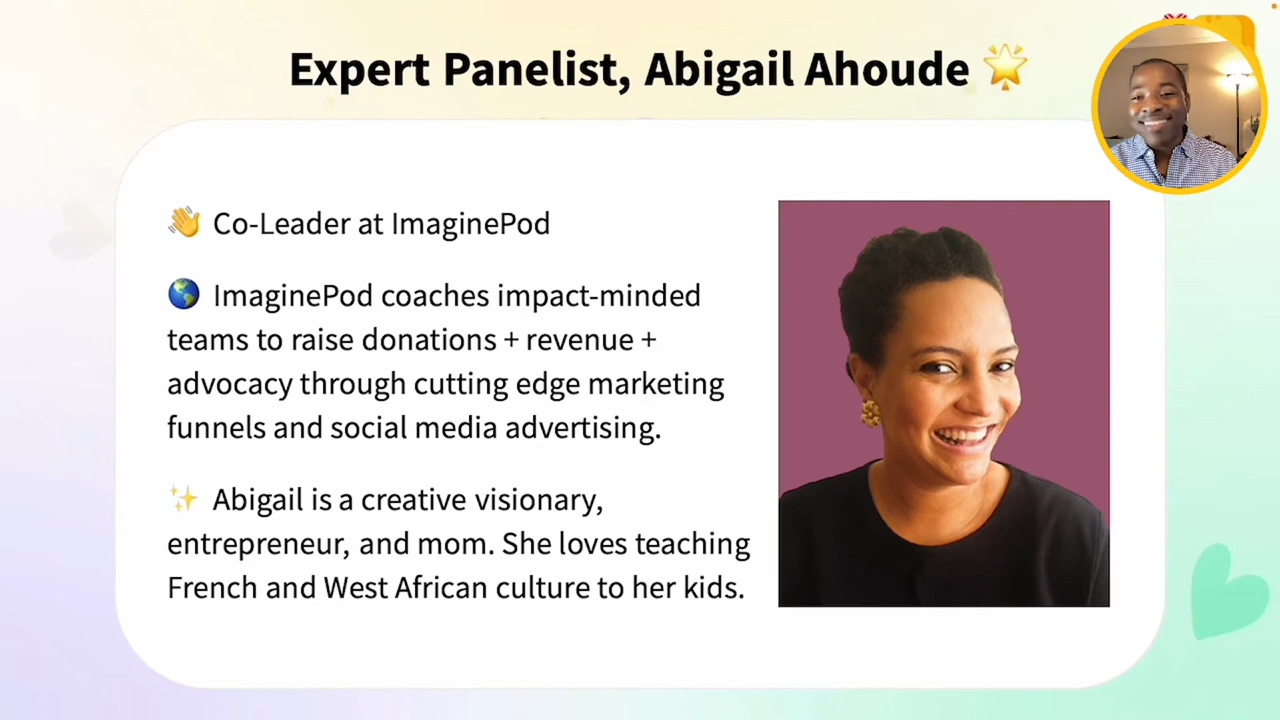 Expert Panelist, Abigail Ahoude 🌟
👋 Co-Leader at ImaginePod
🌎 ImaginePod coaches impact-minded
teams to raise donations + revenue +
advocacy through cutting edge marketing
funnels and social media advertising.
✨ Abigail is a creative visionary,
entrepreneur, and mom. She loves teaching
French and West African culture to her kids.